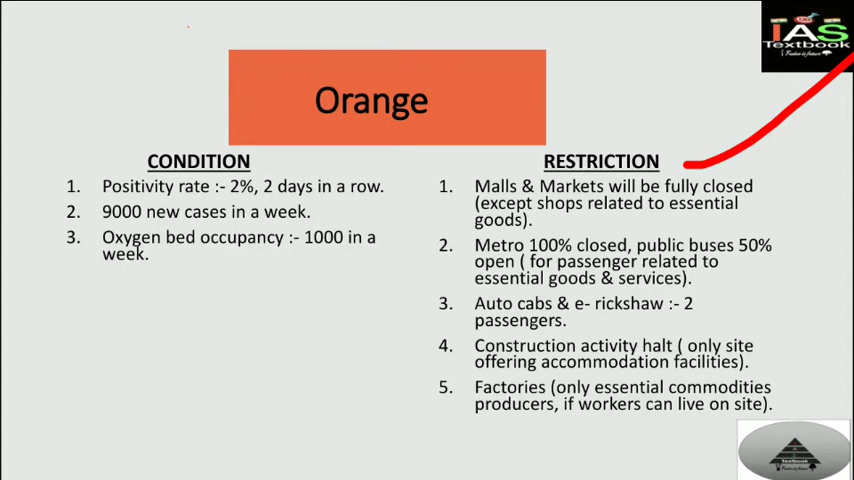 IAS
Textbook
Orange
CONDITION
1. Positivity rate :- 2%, 2 days in a row.
2. 9000 new cases in a week.
3. Oxygen bed occupancy :- 1000 in a
week.
RESTRICTION
1. Malls & Markets will be fully closed
(except shops related to essential
goods).
2. Metro 100% closed, public buses 50%
open ( for passenger related to
essential goods & services).
3. Auto cabs & e- rickshaw :- 2
passengers.
4. Construction activity halt ( only site
offering accommodation facilities).
5. Factories (only essential commodities
producers, if workers can live on site).
Textbook